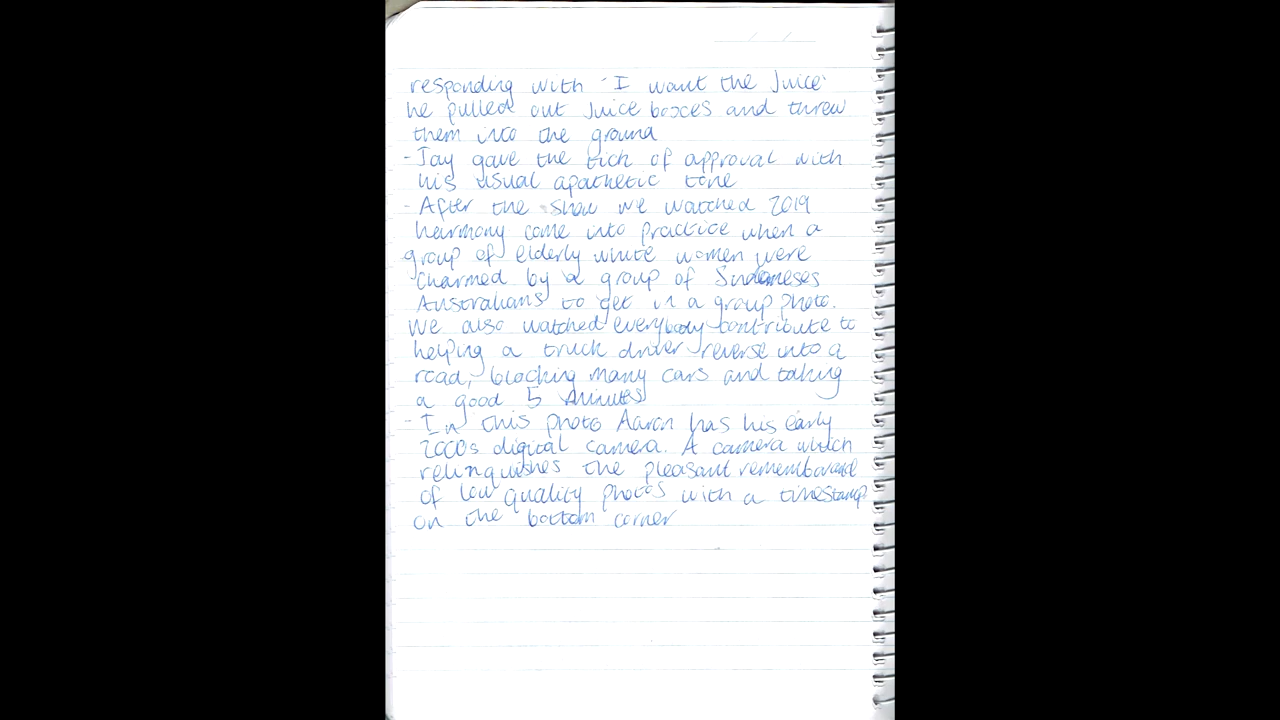 responding with 'I want the Juice'
he pulled out Juice boxes and threw
them into the ground
- Jay gave the tick of approval with
his usual apathetic tone
- After the show we watched 2019
harmony come into practice when a
group of elderly white women were
charmed by a group of
Australians to get in a group photo.
We also watched everybody contribute to
helping a truck driver reverse into a
road, blocking many cars and taking
a good 5 minutes
- In this photo Aaron has his early
2000s digital camera. A camera which
relinquishes the pleasant
of low quality photos with a timestamp
on the bottom corner